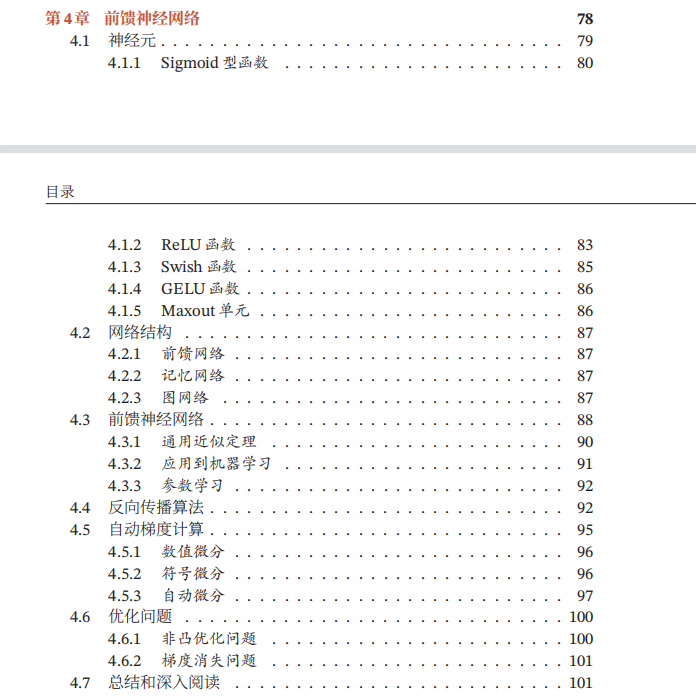 第4章 前馈神经网络 78
4.1 神经元 . . . . . . . . . . . . . . . . . . . . . . . . . . . . . . . . . 79
4.1.1 Sigmoid 型函数 . . . . . . . . . . . . . . . . . . . . . . . 80
目录
4.1.2 ReLU 函数 . . . . . . . . . . . . . . . . . . . . . . . . . . 83
4.1.3 Swish 函数 . . . . . . . . . . . . . . . . . . . . . . . . . . 85
4.1.4 GELU 函数 . . . . . . . . . . . . . . . . . . . . . . . . . . 86
4.1.5 Maxout 单元 . . . . . . . . . . . . . . . . . . . . . . . . . 86
4.2 网络结构 . . . . . . . . . . . . . . . . . . . . . . . . . . . . . . . 87
4.2.1 前馈网络 . . . . . . . . . . . . . . . . . . . . . . . . . . . 87
4.2.2 记忆网络 . . . . . . . . . . . . . . . . . . . . . . . . . . . 87
4.2.3 图网络 . . . . . . . . . . . . . . . . . . . . . . . . . . . . 87
4.3 前馈神经网络 . . . . . . . . . . . . . . . . . . . . . . . . . . . . . 88
4.3.1 通用近似定理 . . . . . . . . . . . . . . . . . . . . . . . . 90
4.3.2 应用到机器学习 . . . . . . . . . . . . . . . . . . . . . . . 91
4.3.3 参数学习 . . . . . . . . . . . . . . . . . . . . . . . . . . . 92
4.4 反向传播算法 . . . . . . . . . . . . . . . . . . . . . . . . . . . . . 92
4.5 自动梯度计算 . . . . . . . . . . . . . . . . . . . . . . . . . . . . . 95
4.5.1 数值微分 . . . . . . . . . . . . . . . . . . . . . . . . . . . 96
4.5.2 符号微分 . . . . . . . . . . . . . . . . . . . . . . . . . . . 96
4.5.3 自动微分 . . . . . . . . . . . . . . . . . . . . . . . . . . . 97
4.6 优化问题 . . . . . . . . . . . . . . . . . . . . . . . . . . . . . . . 100
4.6.1 非凸优化问题 . . . . . . . . . . . . . . . . . . . . . . . . 100
4.6.2 梯度消失问题 . . . . . . . . . . . . . . . . . . . . . . . . 101
4.7 总结和深入阅读 . . . . . . . . . . . . . . . . . . . . . . . . . . . 101